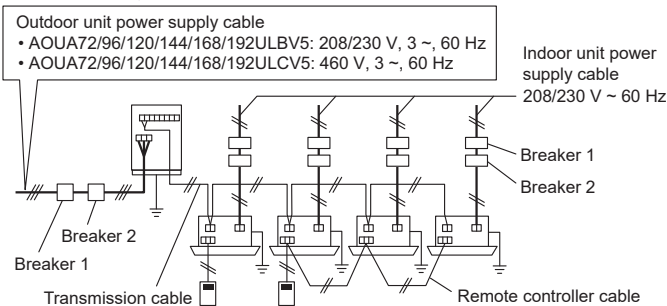 Outdoor unit power supply cable
• AOUA72/96/120/144/168/192ULBV5: 208/230 V, 3 ~, 60 Hz
• AOUA72/96/120/144/168/192ULCV5: 460 V, 3 ~, 60 Hz
Indoor unit power
supply cable
208/230 V ~ 60 Hz
Breaker 1
Breaker 2
Breaker 2
Breaker 1
Transmission cable
Remote controller cable